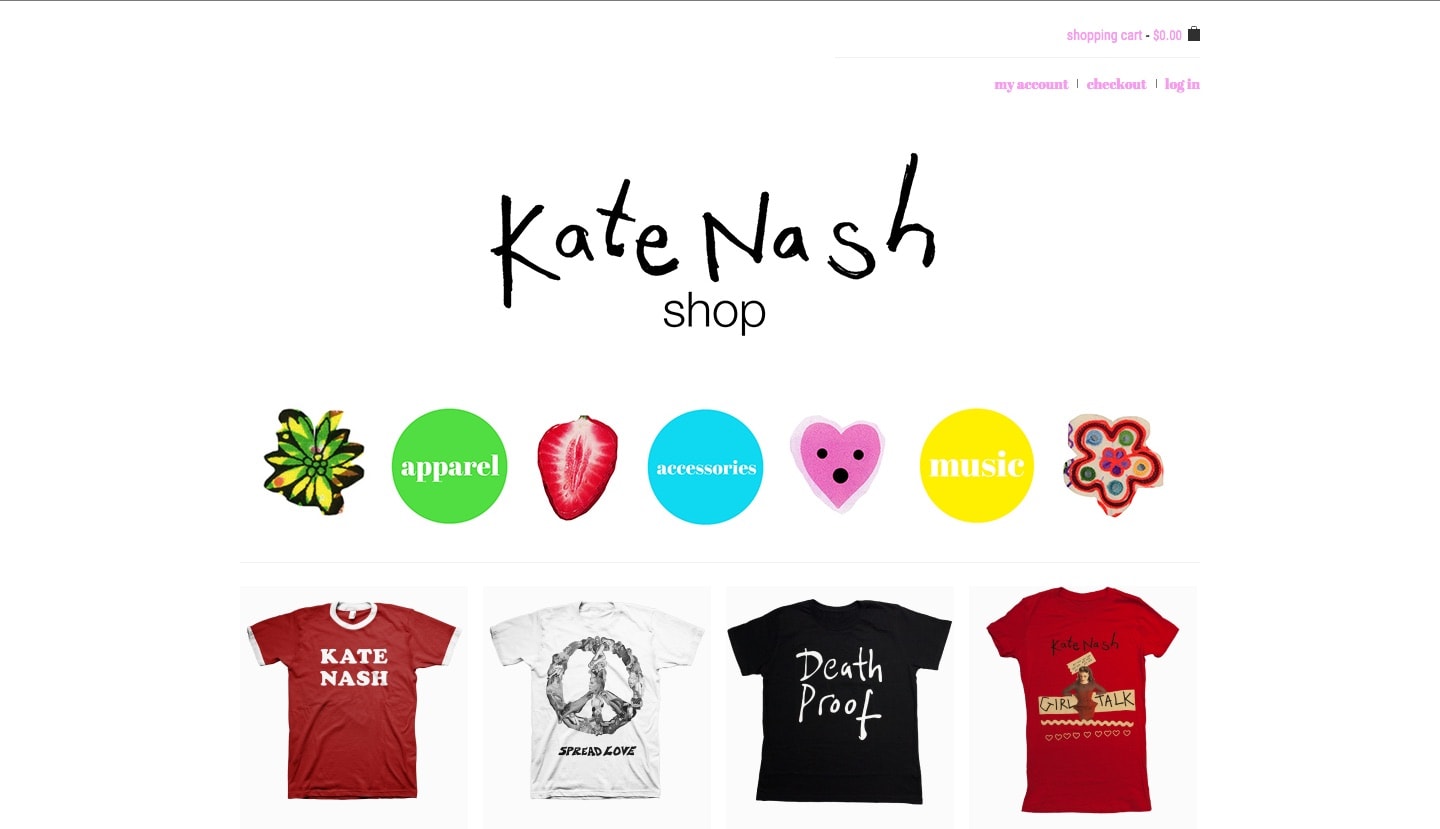 shopping cart - $0.00
my account | checkout | log in
Kate Nash
shop
apparel
accessories
music
KATE
NASH
SPREAD LOVE
Death
Proof
Kate Nash
GIRL TALK